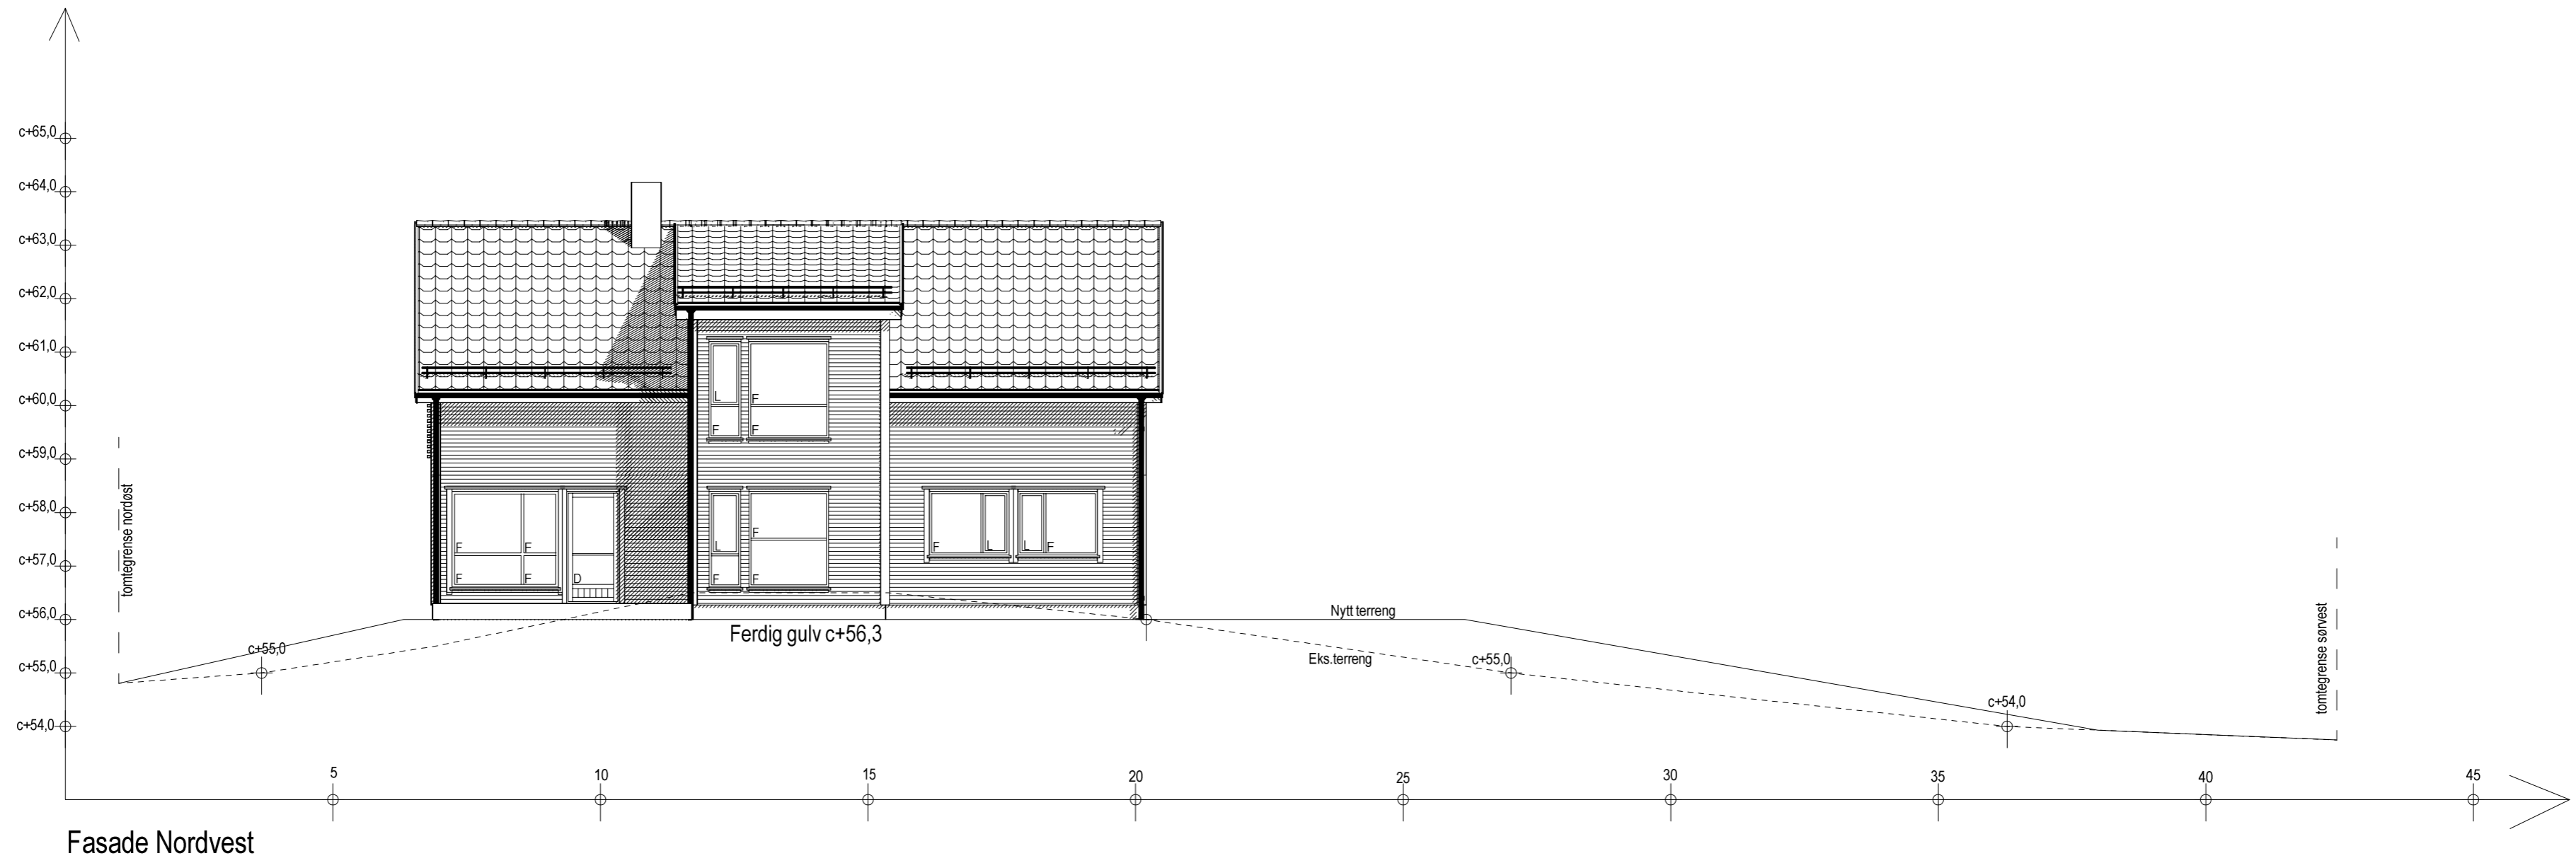 c+65,0
c+64,0
c+63,0
c+62,0
c+61,0
c+60,0
c+59,0
c+58,0
c+57,0
c+56,0
c+55,0
c+54,0
tomtegrense nordøst
c+55,0
L
F
F
F
L
F
F
F
F
F
F
F
D
F
L
L
F
Ferdig gulv c+56,3
Nytt terreng
Eks.terreng
c+55,0
c+54,0
tomtegrense sørvest
5
10
15
20
25
30
35
40
45
Fasade Nordvest